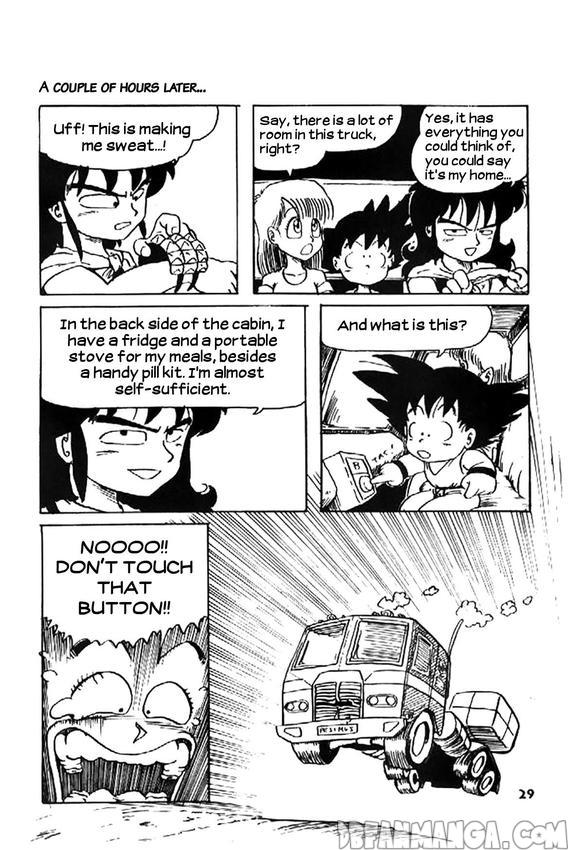 A COUPLE OF HOURS LATER...
Uff! This is making
me sweat...!
Say, there is a lot of
room in this truck,
right?
Yes, it has
everything you
could think of,
you could say
it's my home...
In the back side of the cabin, I
have a fridge and a portable
stove for my meals, besides
a handy pill kit. I'm almost
self-sufficient.
And what is this?
TAC!
B
NOOOO!!
DON'T TOUCH
THAT
BUTTON!!
29
DBFANMANGA.COM